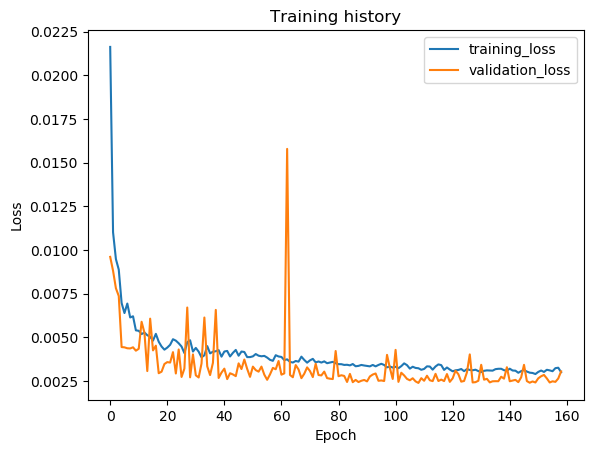 Training history
0.0225
0.0200
0.0175
0.0150
0.0125
0.0100
0.0075
0.0050
0.0025
Loss
training_loss
validation_loss
0 20 40 60 80 100 120 140 160
Epoch